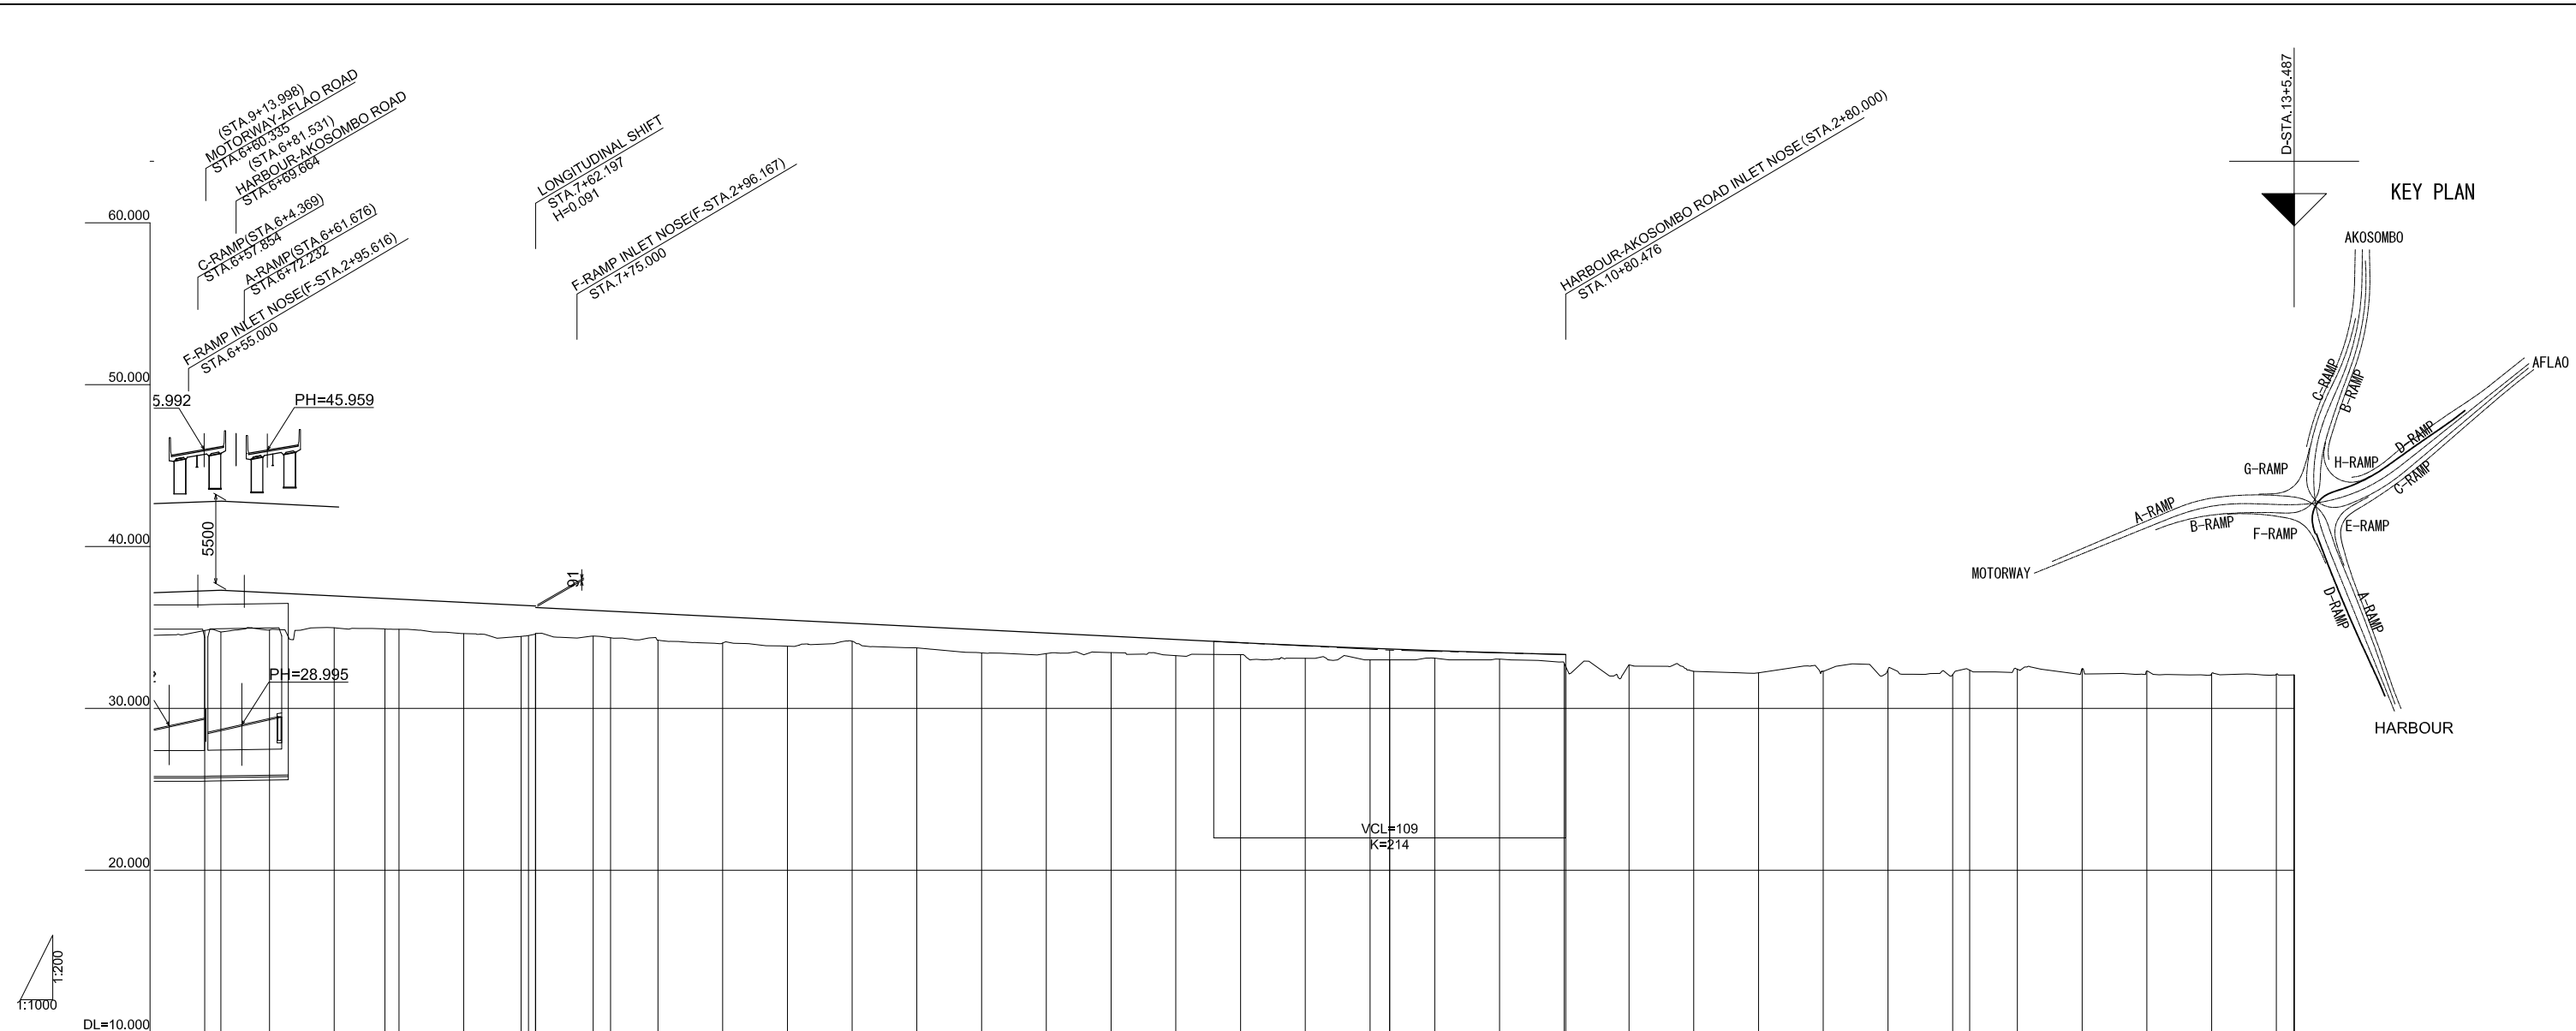 (STA.9+13.998)
MOTORWAY-AFLAO ROAD
STA.6+60.335
(STA.6+81.531)
HARBOUR-AKOSOMBO ROAD
STA.6+69.664
C-RAMP(STA.6+4.369)
STA.6+57.854
A-RAMP(STA.6+61.676)
STA.6+72.232
F-RAMP INLET NOSE(F-STA.2+95.616)
STA.6+55.000
LONGITUDINAL SHIFT
STA.7+62.197
H=0.091
F-RAMP INLET NOSE(F-STA.2+96.167)
STA.7+75.000
HARBOUR-AKOSOMBO ROAD INLET NOSE(STA.2+80.000)
STA.10+80.476
D-STA.13+5.487
KEY PLAN
AKOSOMBO
AFLAO
C-RAMP
B-RAMP
D-RAMP
G-RAMP
H-RAMP
C-RAMP
A-RAMP
B-RAMP
F-RAMP
E-RAMP
MOTORWAY
D-RAMP
A-RAMP
HARBOUR
60.000
50.000
5.992
PH=45.959
40.000
5500
91
PH=28.995
30.000
VCL=109
K=214
20.000
1:200
1:1000
DL=10.000